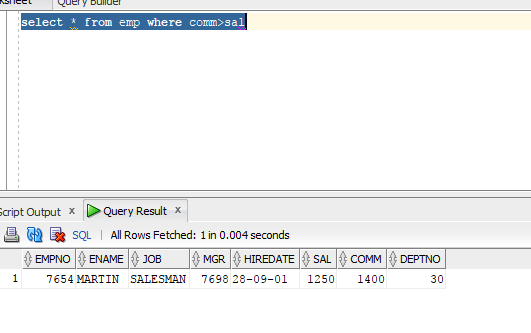 Query Builder
select * from emp where comm>sal
Script Output x Query Result x
SQL | All Rows Fetched: 1 in 0.004 seconds
EMPNO ENAME JOB MGR HIREDATE SAL COMM DEPTNO
1 7654 MARTIN SALESMAN 7698 28-09-01 1250 1400 30